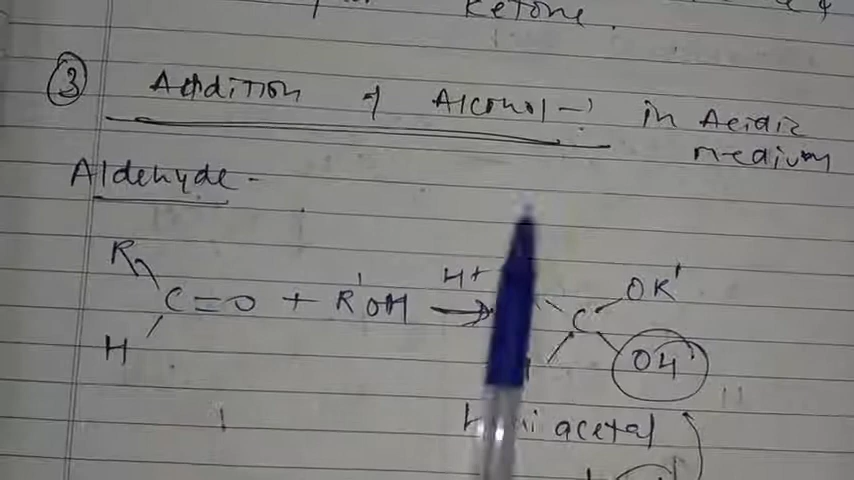 Ketone.
③ Addition of Alcohol → in Acidic
medium
Aldehyde -
R
C=O + R'OH H+ → C OR'
H OH
acetal